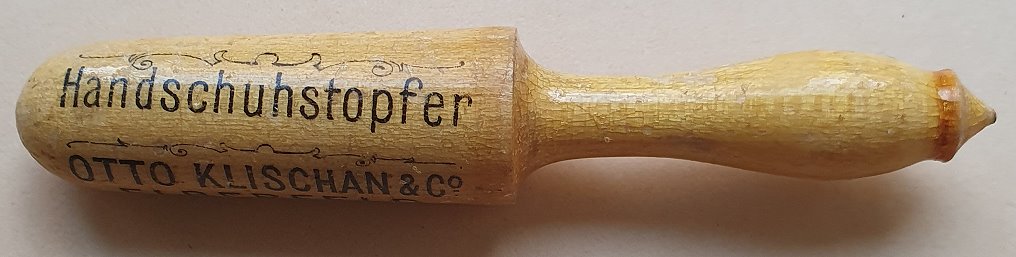 Handschuhstopfer
OTTO KLISCHAN & Cº